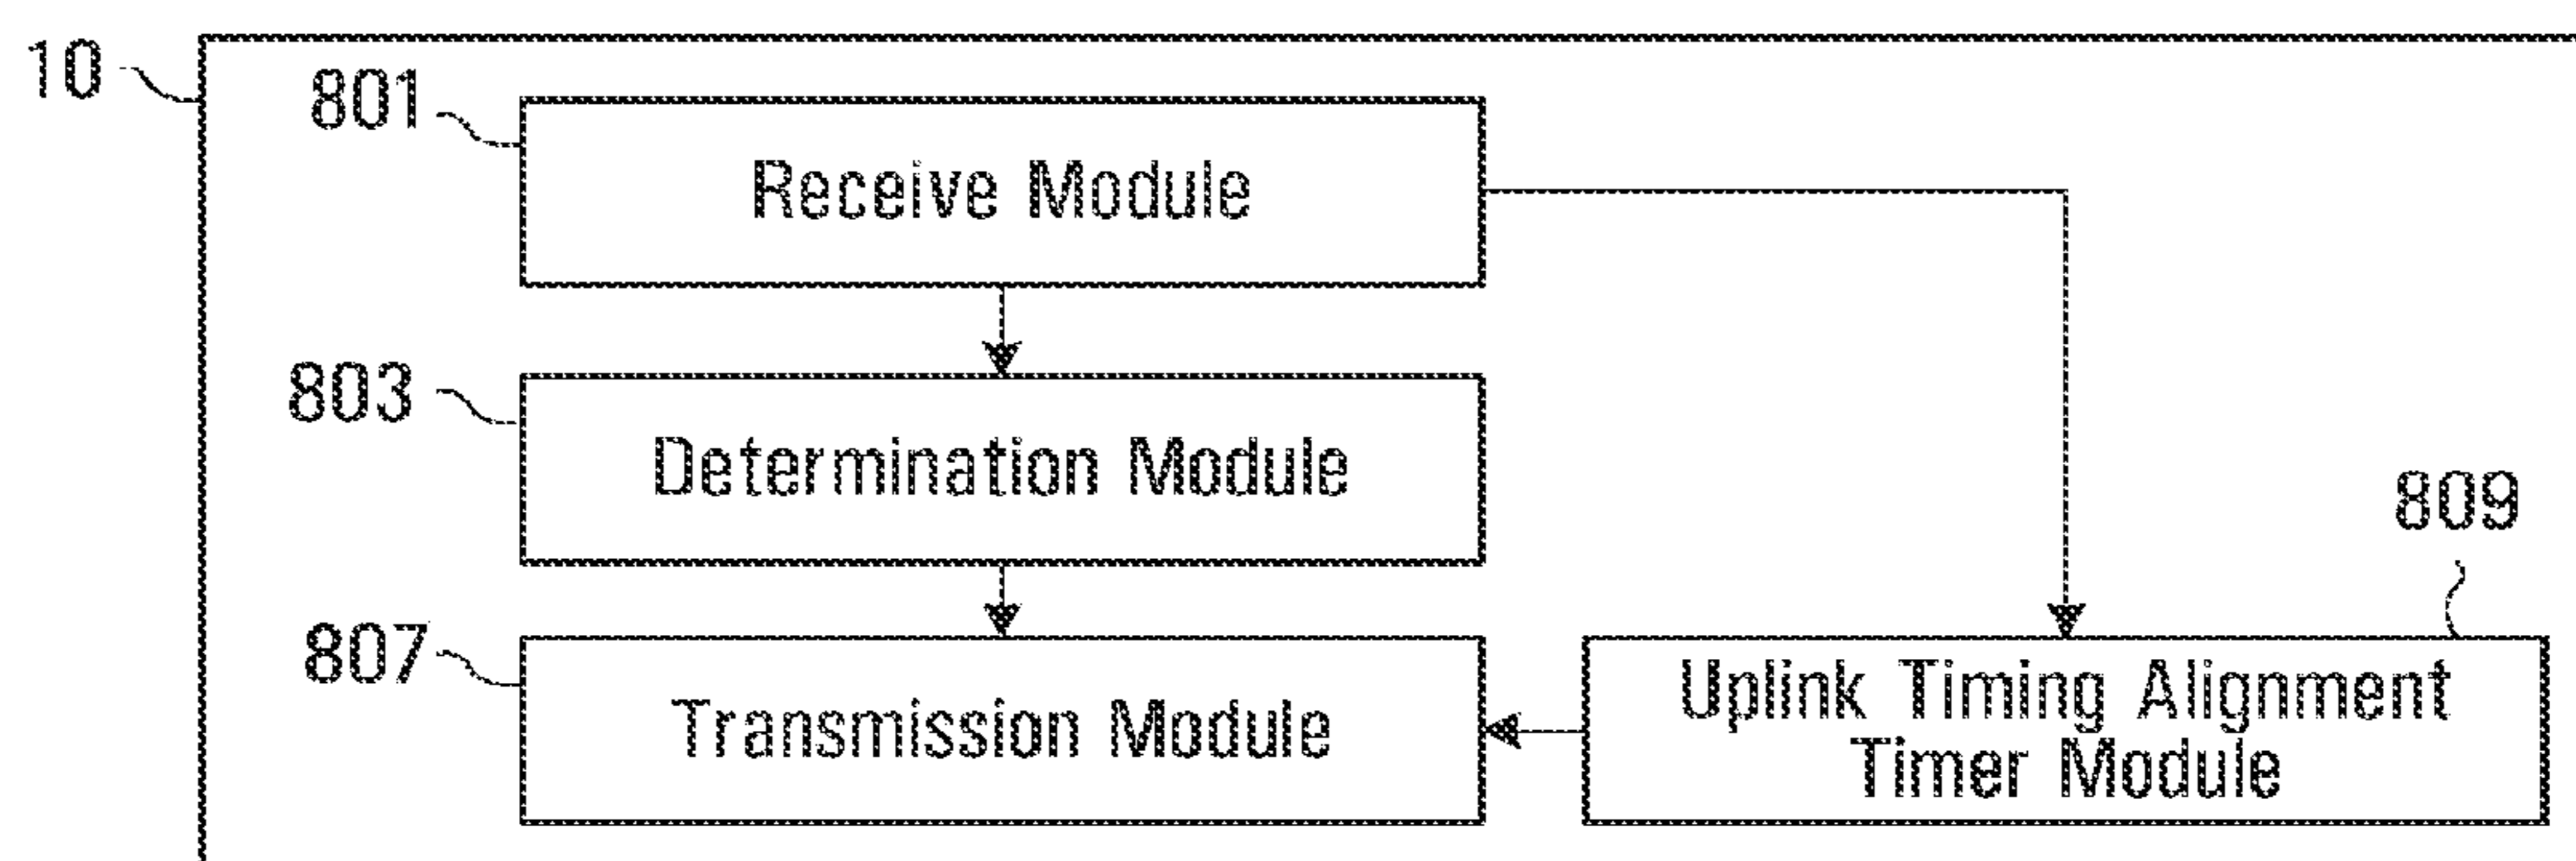 10
801
Receive Module
803
Determination Module
809
807
Transmission Module
Uplink Timing Alignment
Timer Module